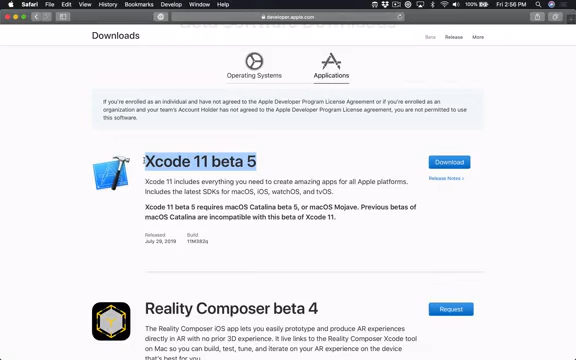 Safari File Edit View History Bookmarks Develop Window Help 100% Fri 2:56 PM
developer.apple.com
Beta Software Downloads
Downloads Beta Release More
Operating Systems Applications
If you're enrolled as an individual and have not agreed to the Apple Developer Program License Agreement or if you're enrolled as an
organization and your team's Account Holder has not agreed to the Apple Developer Program License Agreement, you are not permitted to use
this software.
Xcode 11 beta 5 Download
Xcode 11 includes everything you need to create amazing apps for all Apple platforms. Release Notes
Includes the latest SDKs for macOS, iOS, watchOS, and tvOS.
Xcode 11 beta 5 requires macOS Catalina beta 5, or macOS Mojave. Previous betas of
macOS Catalina are incompatible with this beta of Xcode 11.
Released Build
July 29, 2019 11M382q
Reality Composer beta 4 Request
The Reality Composer iOS app lets you easily prototype and produce AR experiences
directly in AR with no prior 3D experience. It live links to the Reality Composer Xcode tool
on Mac so you can build, test, tune, and iterate on your AR experience on the device
that's best for you.